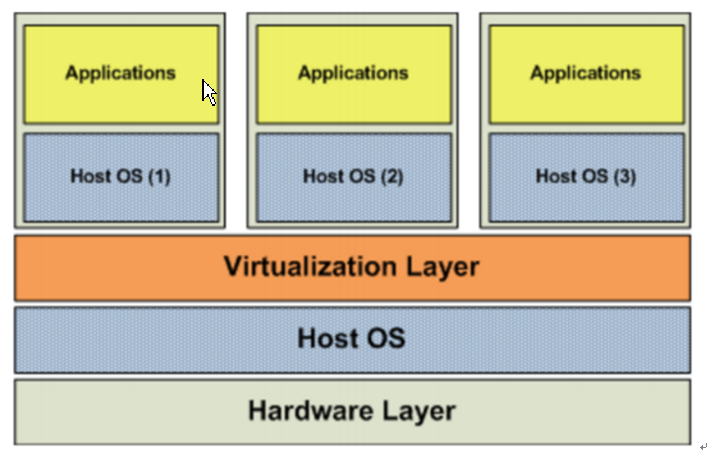 Applications
Applications
Applications
Host OS (1)
Host OS (2)
Host OS (3)
Virtualization Layer
Host OS
Hardware Layer